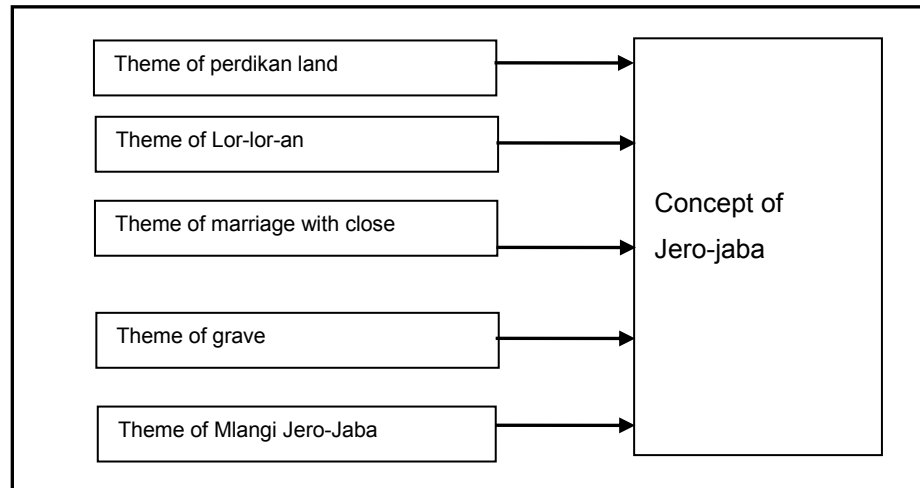 Theme of perdikan land
Theme of Lor-lor-an
Theme of marriage with close
Theme of grave
Theme of Mlangi Jero-Jaba
Concept of
Jero-jaba